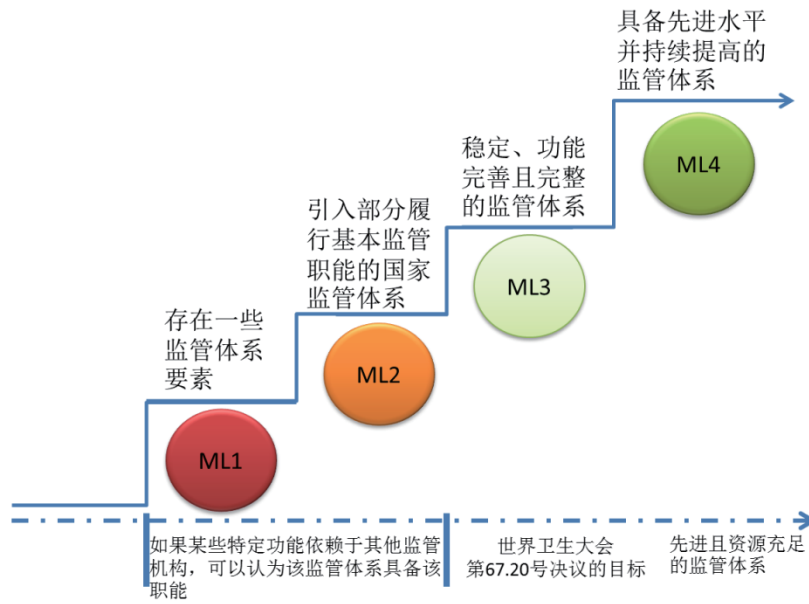 具备先进水平
并持续提高的
监管体系
ML4
稳定、功能
完善且完整
的监管体系
ML3
引入部分履
行基本监管
职能的国家
监管体系
ML2
存在一些
监管体系
要素
ML1
如果某些特定功能依赖于其他监管
机构，可以认为该监管体系具备该
职能
世界卫生大会
第67.20号决议的目标
先进且资源充足
的监管体系